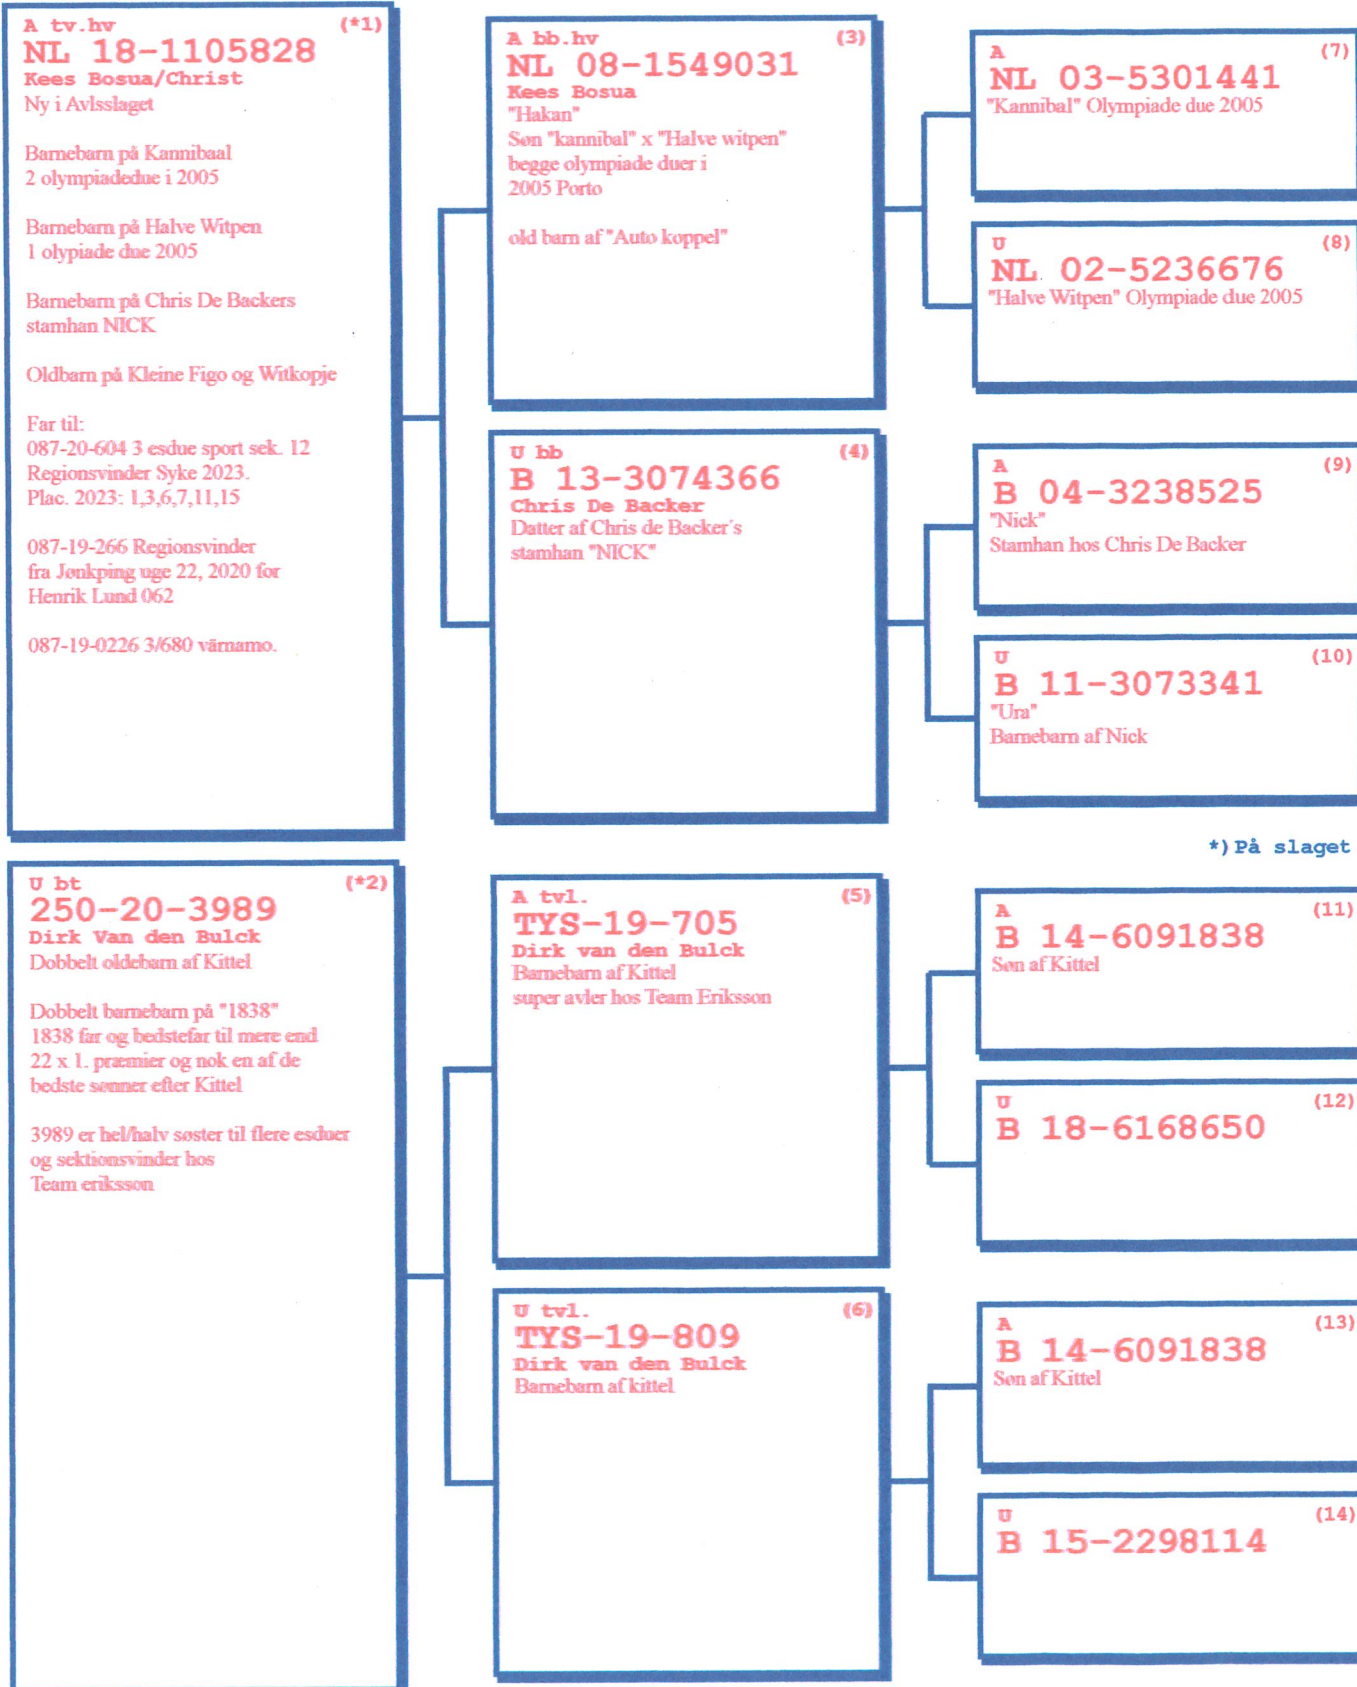 A tv.hv (*1)
NL 18-1105828
Kees Bosua/Christ
Ny i Avlsslaget
Barnebarn på Kannibaal
2 olympiadedue i 2005
Barnebarn på Halve Witpen
1 olypiade due 2005
Barnebarn på Chris De Backers
stamhan NICK
Oldbarn på Kleine Figo og Witkopje
Far til:
087-20-604 3 esdue sport sek. 12
Regionsvinder Syke 2023.
Plac. 2023: 1,3,6,7,11,15
087-19-266 Regionsvinder
fra Jønkping uge 22, 2020 for
Henrik Lund 062
087-19-0226 3/680 värnamo.
U bt (*2)
250-20-3989
Dirk Van den Bulck
Dobbelt oldebarn af Kittel
Dobbelt barnebarn på "1838"
1838 far og bedstefar til mere end
22 x 1. præmier og nok en af de
bedste sønner efter Kittel
3989 er hel/halv søster til flere esduer
og sektionsvinder hos
Team eriksson
A bb.hv (3)
NL 08-1549031
Kees Bosua
"Hakan"
Søn "kannibal" x "Halve witpen"
begge olympiade duer i
2005 Porto
old barn af "Auto koppel"
U bb (4)
B 13-3074366
Chris De Backer
Datter af Chris de Backer´s
stamhan "NICK"
A tvl. (5)
TYS-19-705
Dirk van den Bulck
Barnebarn af Kittel
super avler hos Team Eriksson
U tvl. (6)
TYS-19-809
Dirk van den Bulck
Barnebarn af kittel
A (7)
NL 03-5301441
"Kannibal" Olympiade due 2005
U (8)
NL 02-5236676
"Halve Witpen" Olympiade due 2005
A (9)
B 04-3238525
"Nick"
Stamhan hos Chris De Backer
U (10)
B 11-3073341
"Ura"
Barnebarn af Nick
*) På slaget
A (11)
B 14-6091838
Søn af Kittel
U (12)
B 18-6168650
A (13)
B 14-6091838
Søn af Kittel
U (14)
B 15-2298114